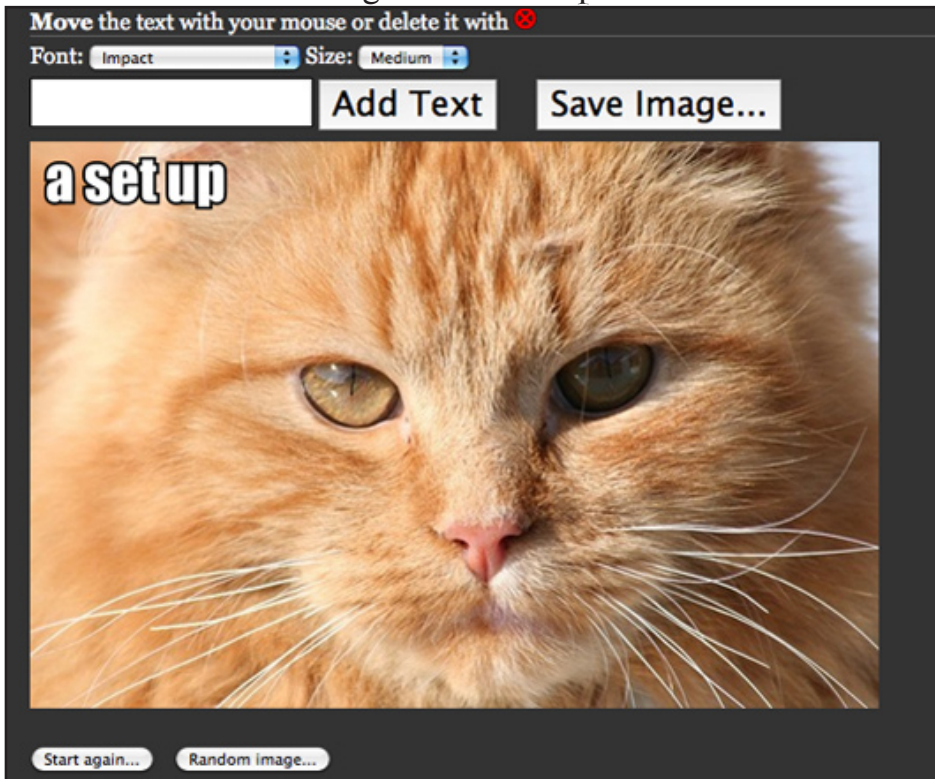 Move the text with your mouse or delete it with
Font: Impact Size: Medium
Add Text Save Image...
a set up
Start again... Random image...